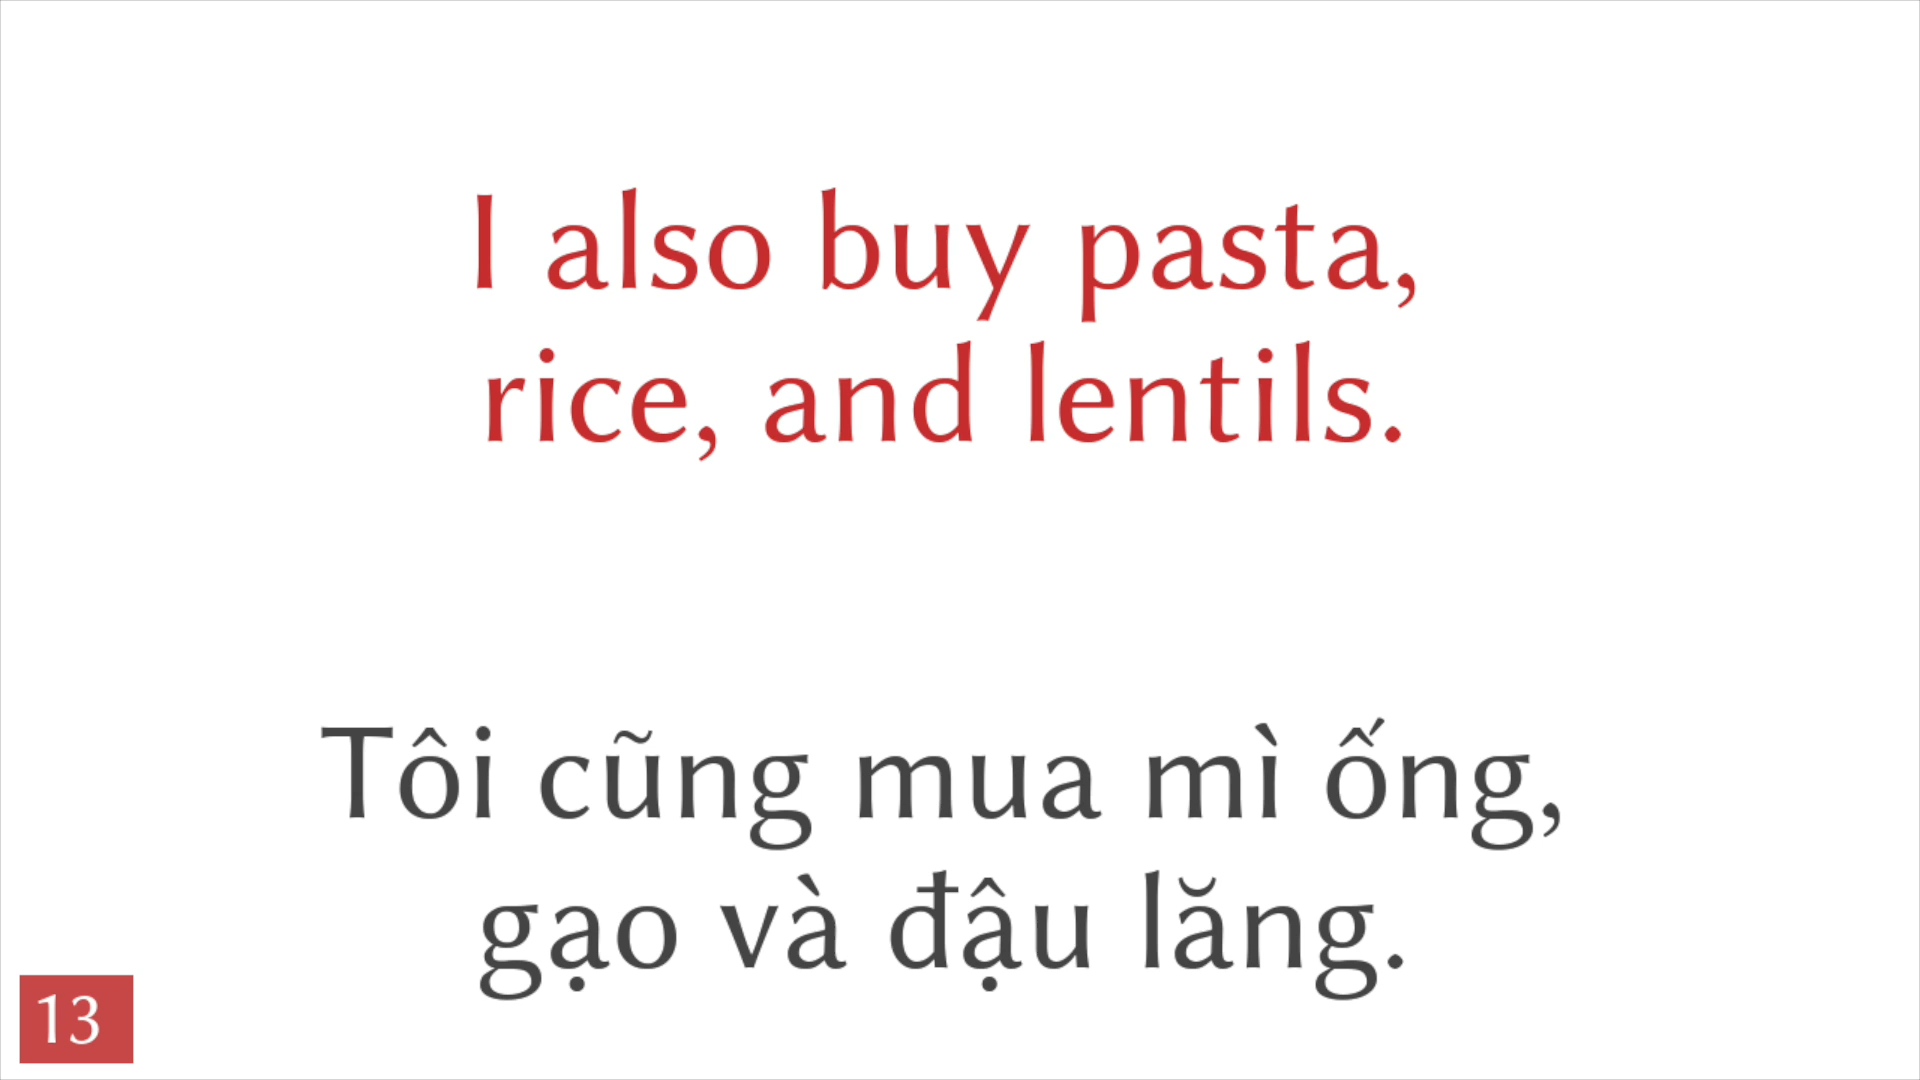 I also buy pasta,
rice, and lentils.
Tôi cũng mua mì ống,
gạo và đậu lăng.
13